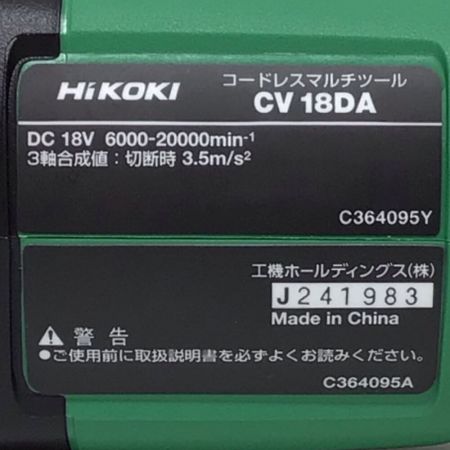 HiKOKI
コードレスマルチツール
CV 18DA
DC 18V 6000-20000min-1
3軸合成値：切断時 3.5m/s2
C364095Y
工機ホールディングス(株)
J241983
Made in China
警告
●ご使用前に取扱説明書を必ずよくお読みください。
C364095A